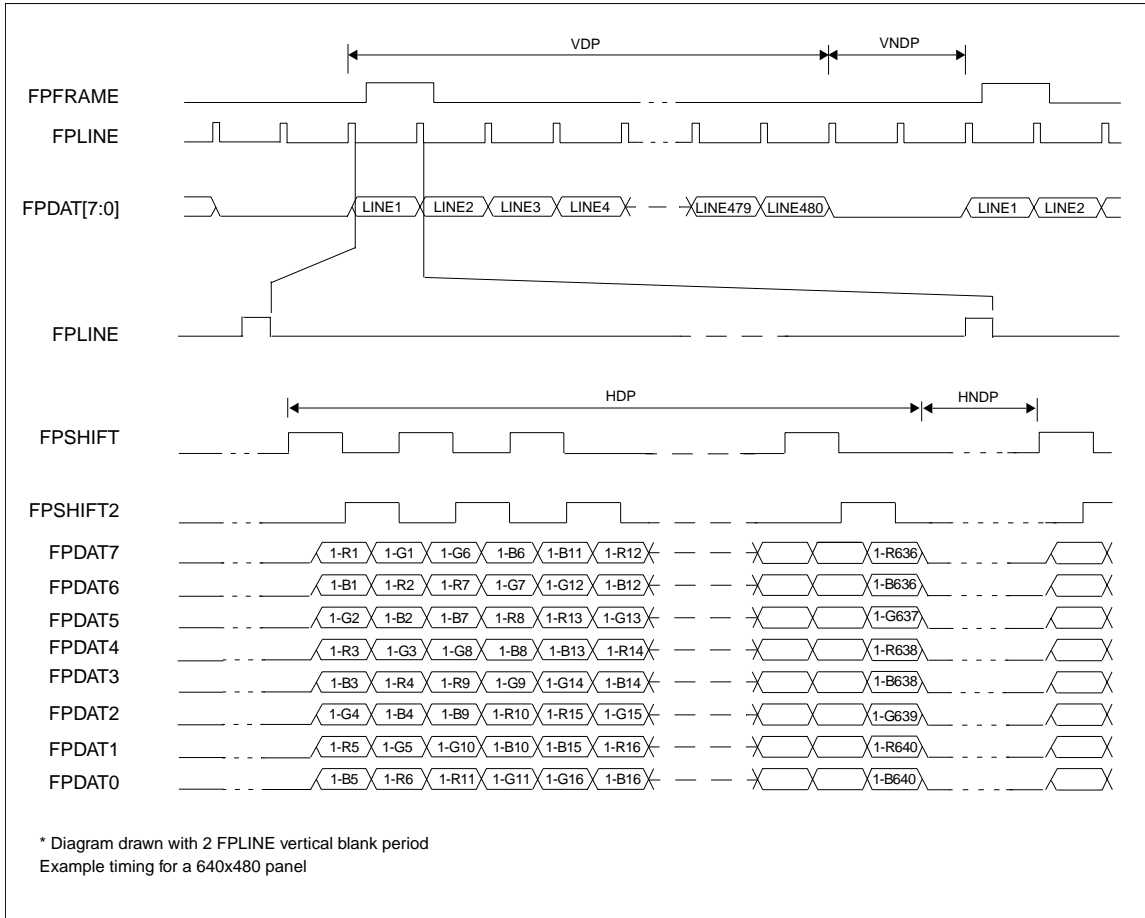 VDP VNDP
FPFRAME
FPLINE
FPDAT[7:0] LINE1 LINE2 LINE3 LINE4 LINE479 LINE480 LINE1 LINE2
FPLINE
HDP HNDP
FPSHIFT
FPSHIFT2
FPDAT7 1-R1 1-G1 1-G6 1-B6 1-B11 1-R12 1-R636
FPDAT6 1-B1 1-R2 1-R7 1-G7 1-G12 1-B12 1-B636
FPDAT5 1-G2 1-B2 1-B7 1-R8 1-R13 1-G13 1-G637
FPDAT4 1-R3 1-G3 1-G8 1-B8 1-B13 1-R14 1-R638
FPDAT3 1-B3 1-R4 1-R9 1-G9 1-G14 1-B14 1-B638
FPDAT2 1-G4 1-B4 1-B9 1-R10 1-R15 1-G15 1-G639
FPDAT1 1-R5 1-G5 1-G10 1-B10 1-B15 1-R16 1-R640
FPDAT0 1-B5 1-R6 1-R11 1-G11 1-G16 1-B16 1-B640
* Diagram drawn with 2 FPLINE vertical blank period
Example timing for a 640x480 panel